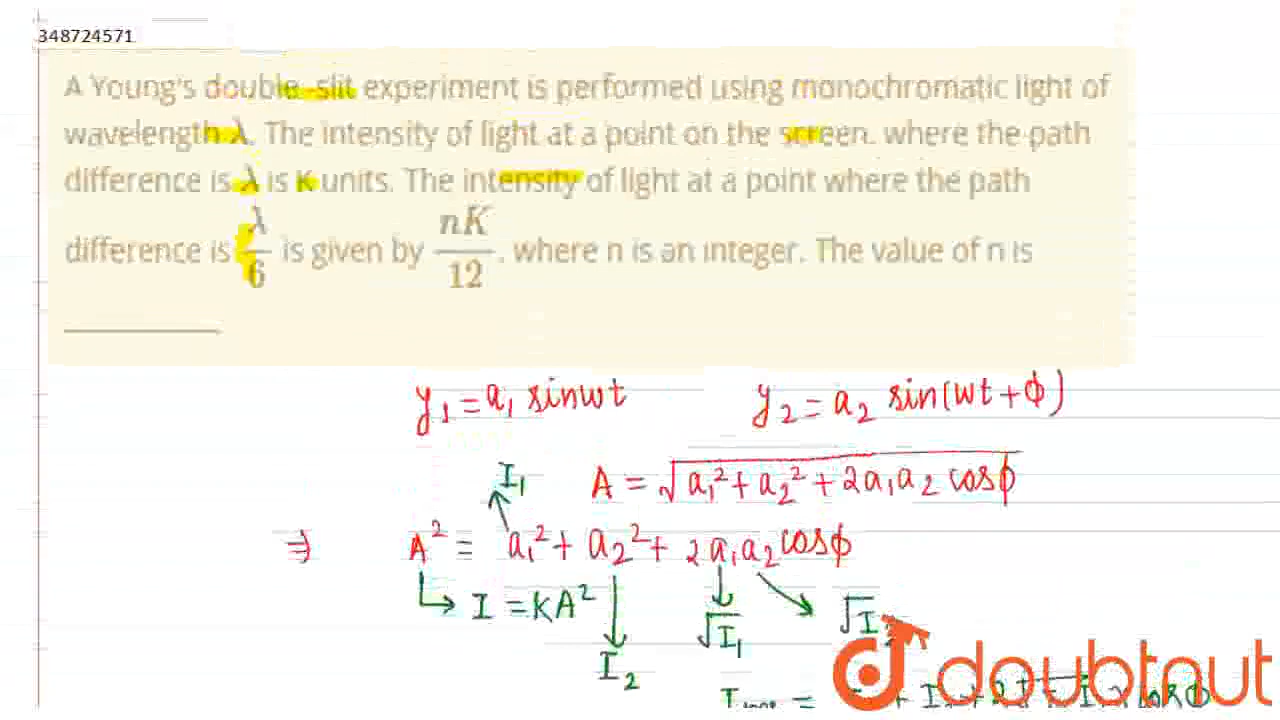 348724571
A Young's double -slit experiment is performed using monochromatic light of
wavelength λ. The intensity of light at a point on the screen. where the path
difference is λ is K units. The intensity of light at a point where the path
difference is λ/6 is given by nK/12. where n is an integer. The value of n is
y₁ = a₁ sinwt y₂ = a₂ sin(wt + ϕ)
I₁ A = √a₁² + a₂² + 2a₁a₂ cosϕ
⇒ A² = a₁² + a₂² + 2a₁a₂ cosϕ
I = KA² √I₁ √I
I₂
doubtnut